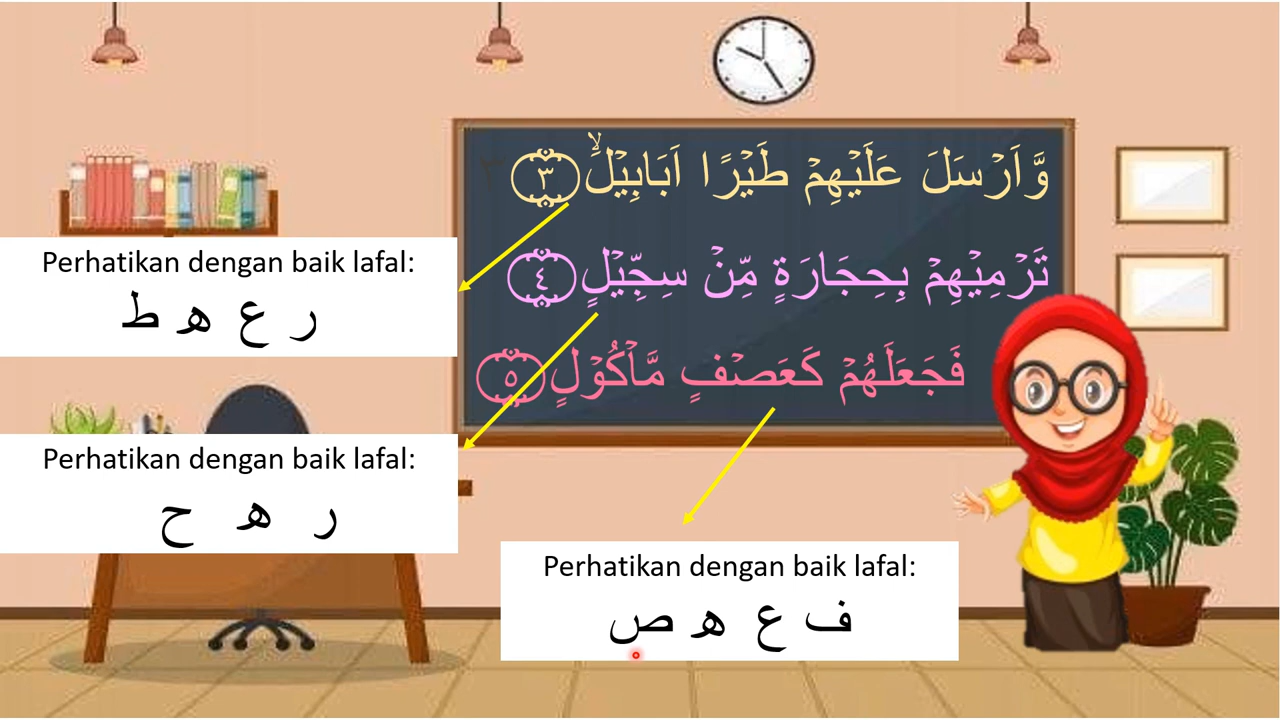 وَّاَرۡسَلَ عَلَيۡهِمۡ طَيۡرًا اَبَابِيۡلَۙ ۝٣
تَرۡمِيۡهِمۡ بِحِجَارَةٍ مِّنۡ سِجِّيۡلٍ ۝٤
فَجَعَلَهُمۡ كَعَصۡفٍ مَّاۡكُوۡلٍ ۝٥
Perhatikan dengan baik lafal:
ر ع ه ط
Perhatikan dengan baik lafal:
ر ه ح
Perhatikan dengan baik lafal:
ف ع ه ص